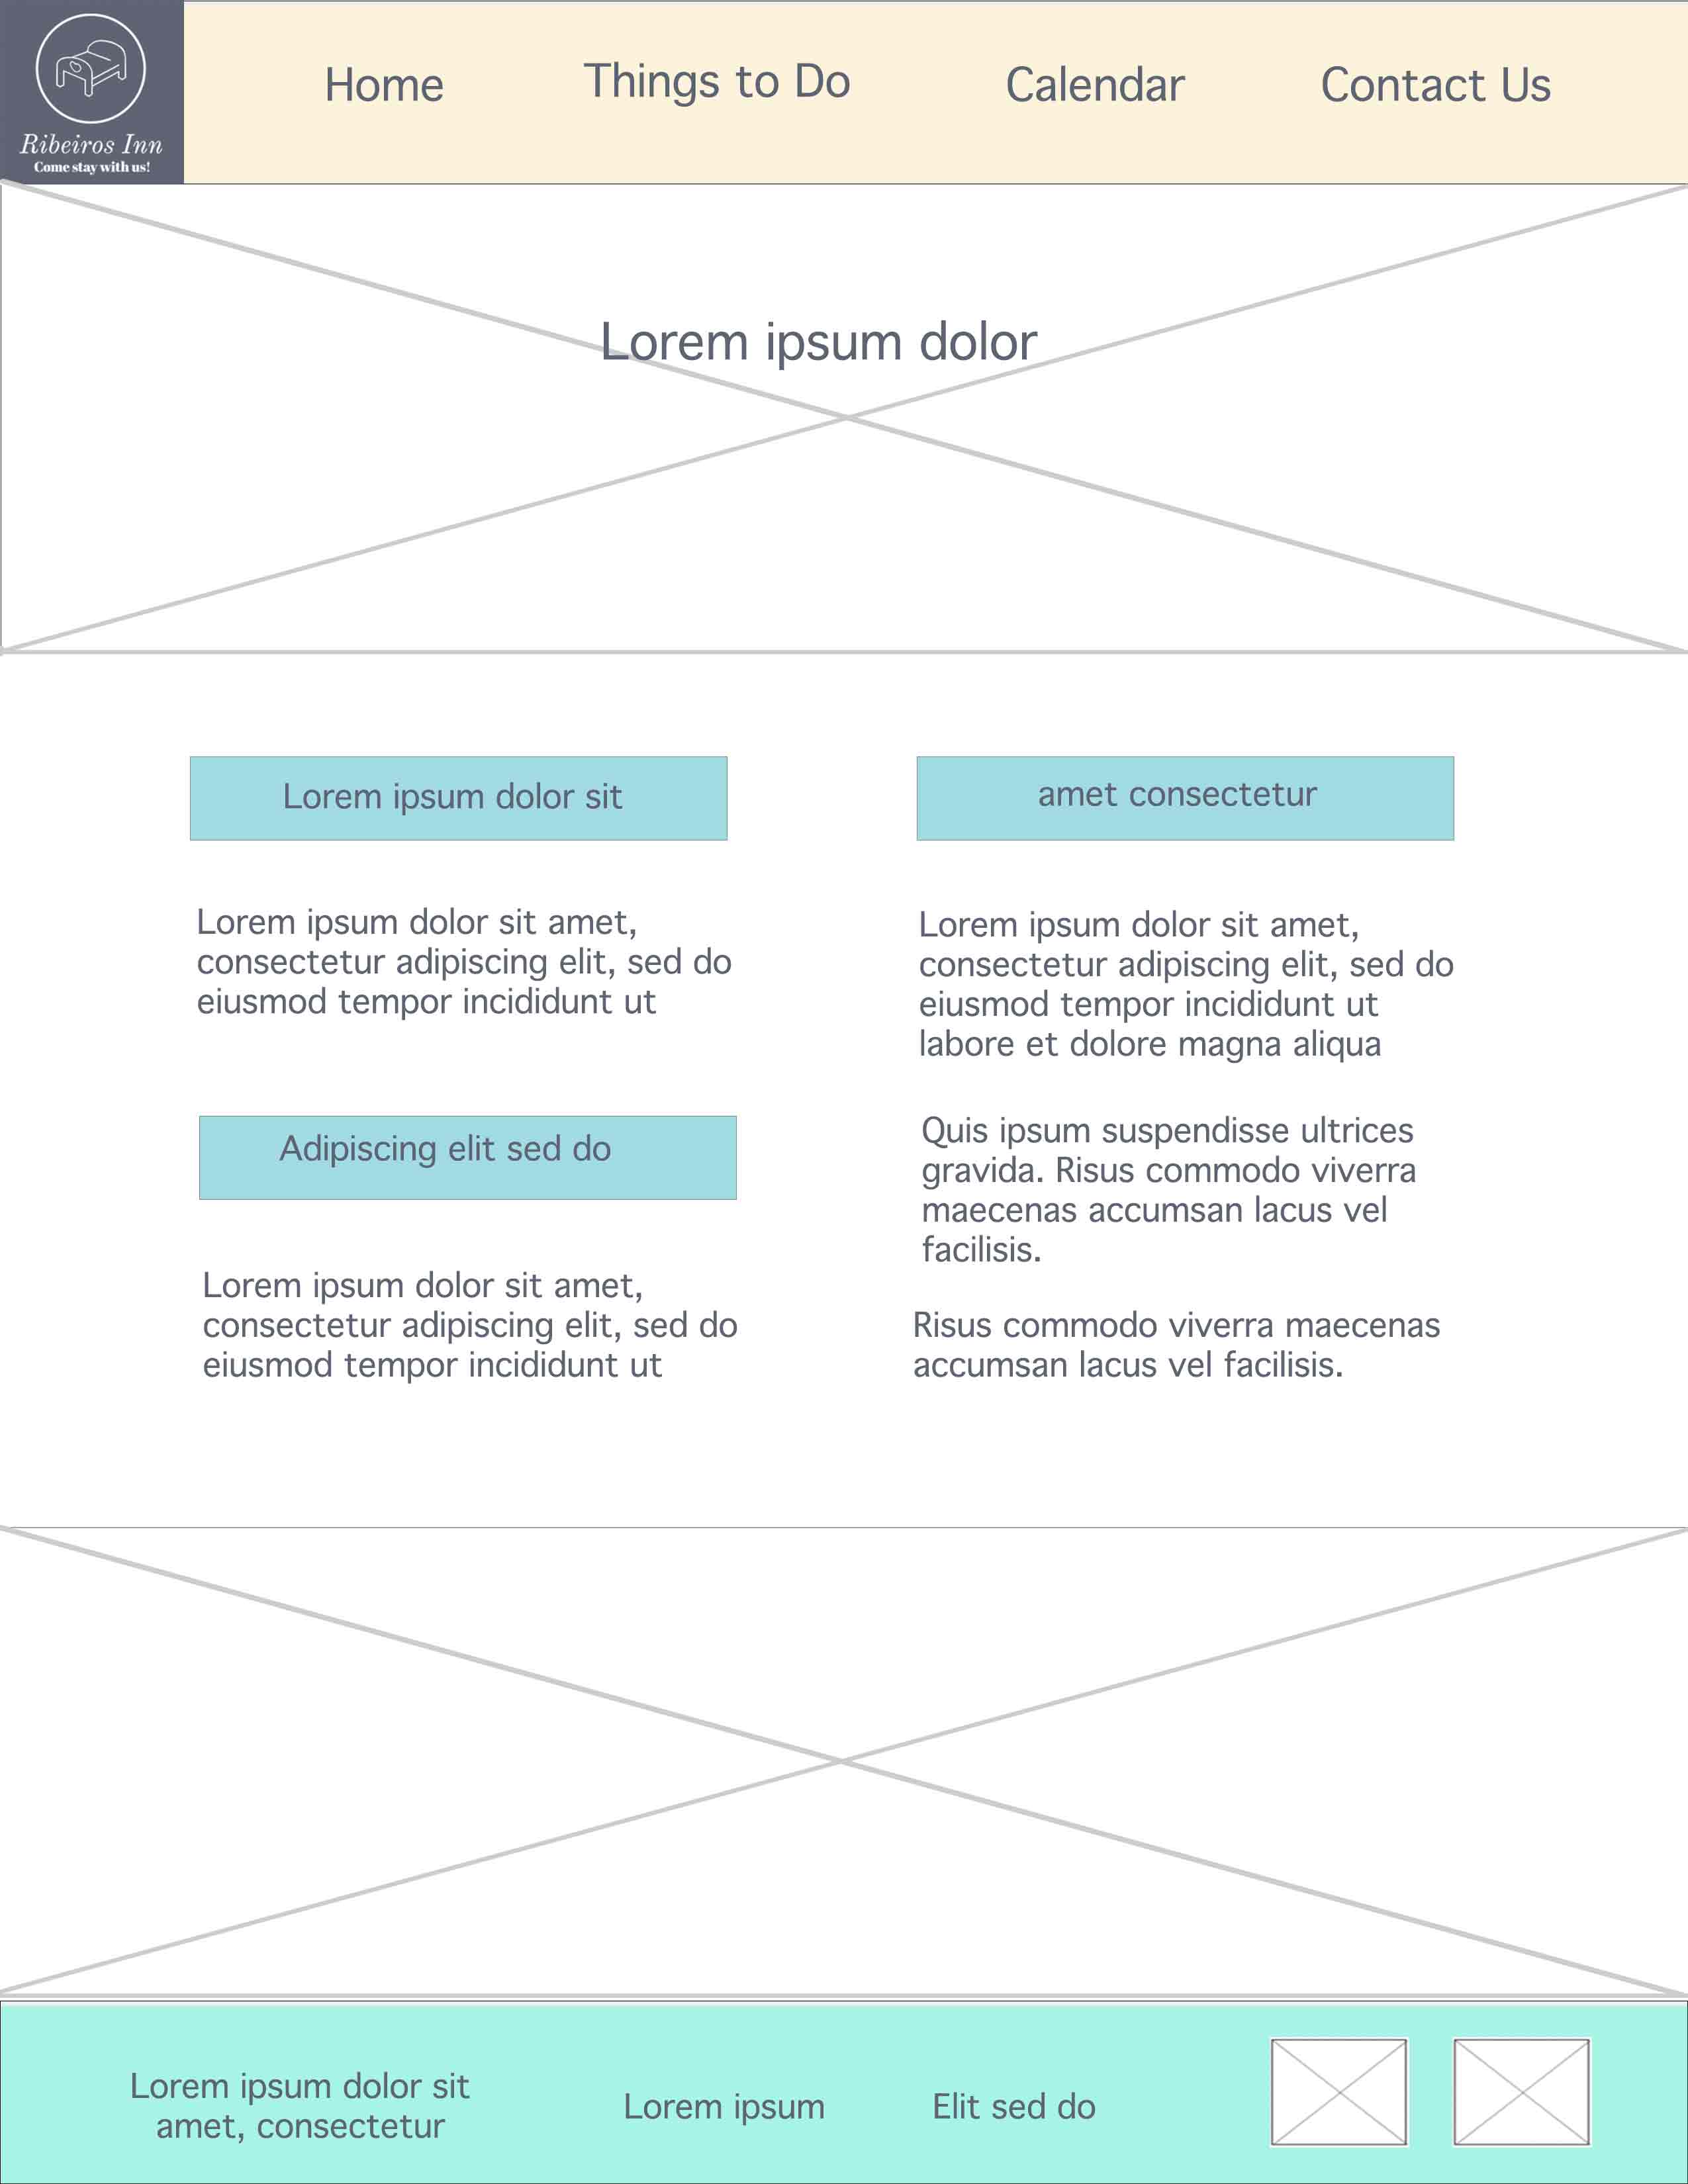 Ribeiros Inn
Come stay with us!
Home
Things to Do
Calendar
Contact Us
Lorem ipsum dolor
Lorem ipsum dolor sit
Lorem ipsum dolor sit amet,
consectetur adipiscing elit, sed do
eiusmod tempor incididunt ut
Adipiscing elit sed do
Lorem ipsum dolor sit amet,
consectetur adipiscing elit, sed do
eiusmod tempor incididunt ut
amet consectetur
Lorem ipsum dolor sit amet,
consectetur adipiscing elit, sed do
eiusmod tempor incididunt ut
labore et dolore magna aliqua
Quis ipsum suspendisse ultrices
gravida. Risus commodo viverra
maecenas accumsan lacus vel
facilisis.
Risus commodo viverra maecenas
accumsan lacus vel facilisis.
Lorem ipsum dolor sit
amet, consectetur
Lorem ipsum
Elit sed do